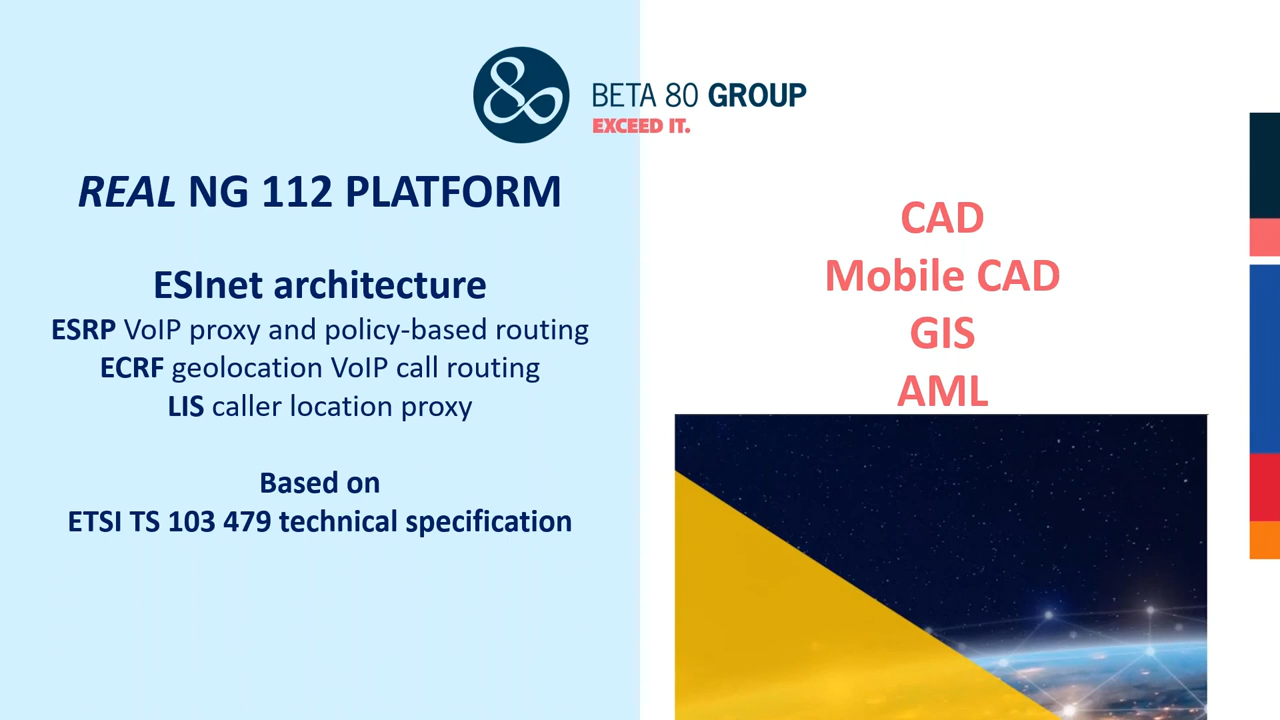 BETA 80 GROUP
EXCEED IT.
REAL NG 112 PLATFORM
ESInet architecture
ESRP VoIP proxy and policy-based routing
ECRF geolocation VoIP call routing
LIS caller location proxy
Based on
ETSI TS 103 479 technical specification
CAD
Mobile CAD
GIS
AML